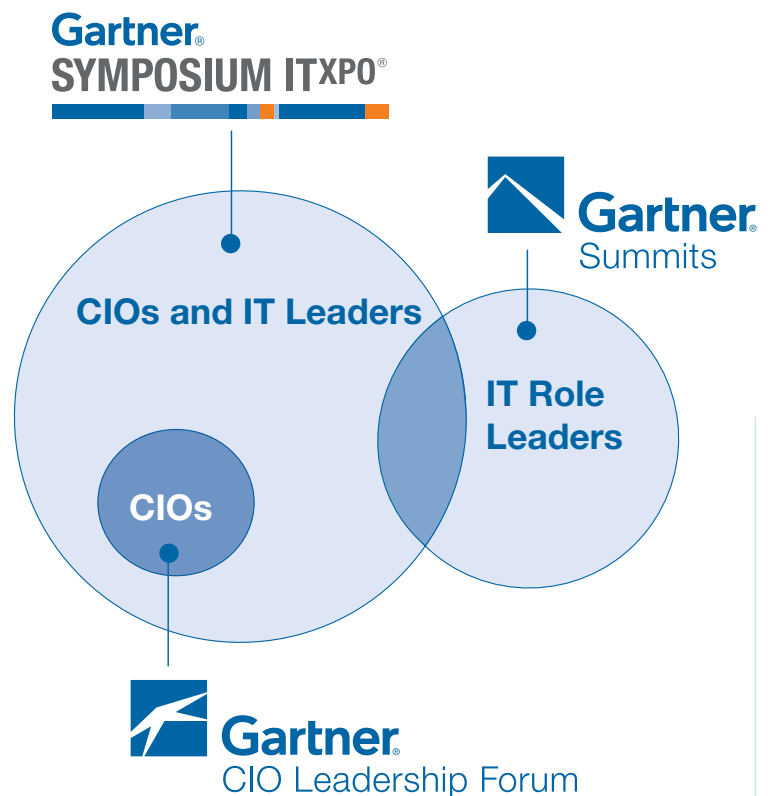 Gartner®
SYMPOSIUM ITXPO®
Gartner®
Summits
CIOs and IT Leaders
IT Role
Leaders
CIOs
Gartner®
CIO Leadership Forum